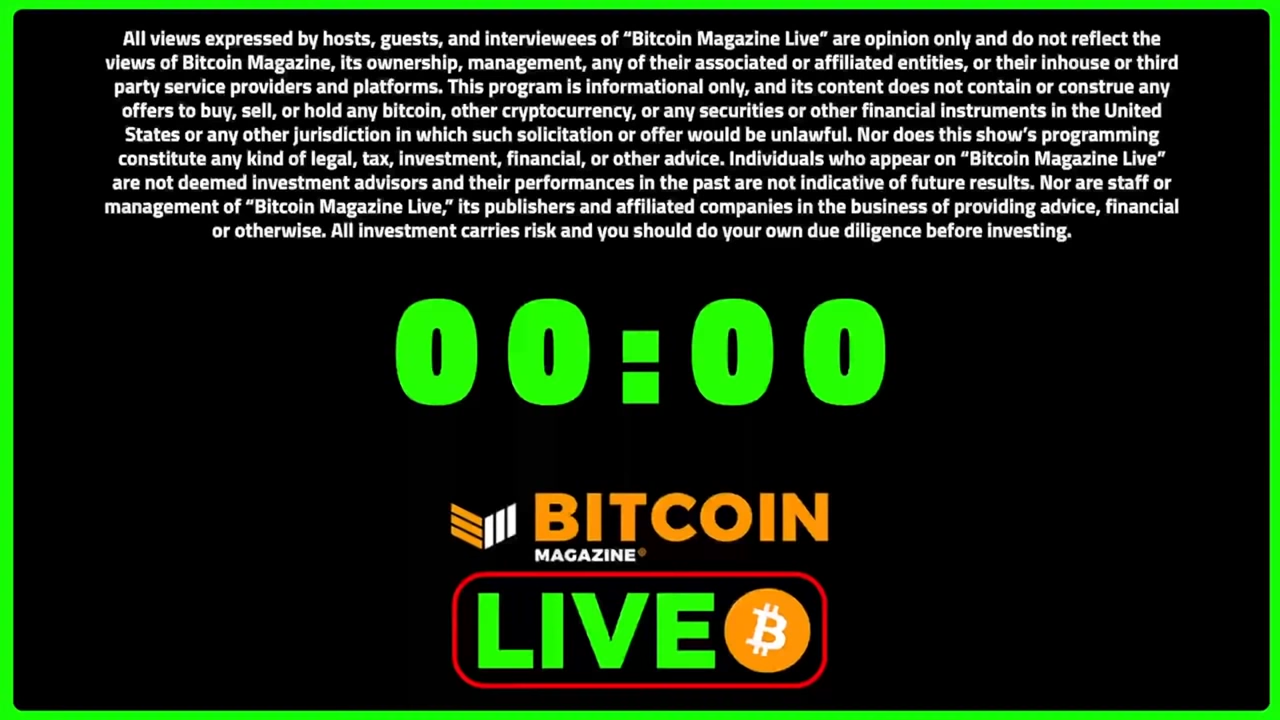 All views expressed by hosts, guests, and interviewees of “Bitcoin Magazine Live” are opinion only and do not reflect the
views of Bitcoin Magazine, its ownership, management, any of their associated or affiliated entities, or their inhouse or third
party service providers and platforms. This program is informational only, and its content does not contain or construe any
offers to buy, sell, or hold any bitcoin, other cryptocurrency, or any securities or other financial instruments in the United
States or any other jurisdiction in which such solicitation or offer would be unlawful. Nor does this show’s programming
constitute any kind of legal, tax, investment, financial, or other advice. Individuals who appear on “Bitcoin Magazine Live”
are not deemed investment advisors and their performances in the past are not indicative of future results. Nor are staff or
management of “Bitcoin Magazine Live,” its publishers and affiliated companies in the business of providing advice, financial
or otherwise. All investment carries risk and you should do your own due diligence before investing.
00:00
BITCOIN
MAGAZINE®
LIVE